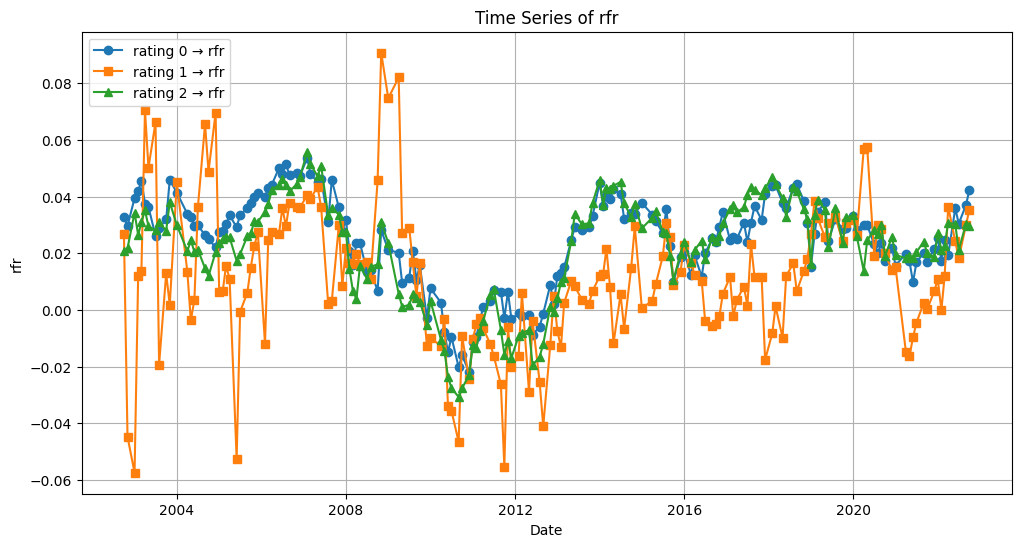 Time Series of rfr
rating 0 → rfr
rating 1 → rfr
rating 2 → rfr
rfr
0.08
0.06
0.04
0.02
0.00
−0.02
−0.04
−0.06
2004
2008
2012
2016
2020
Date